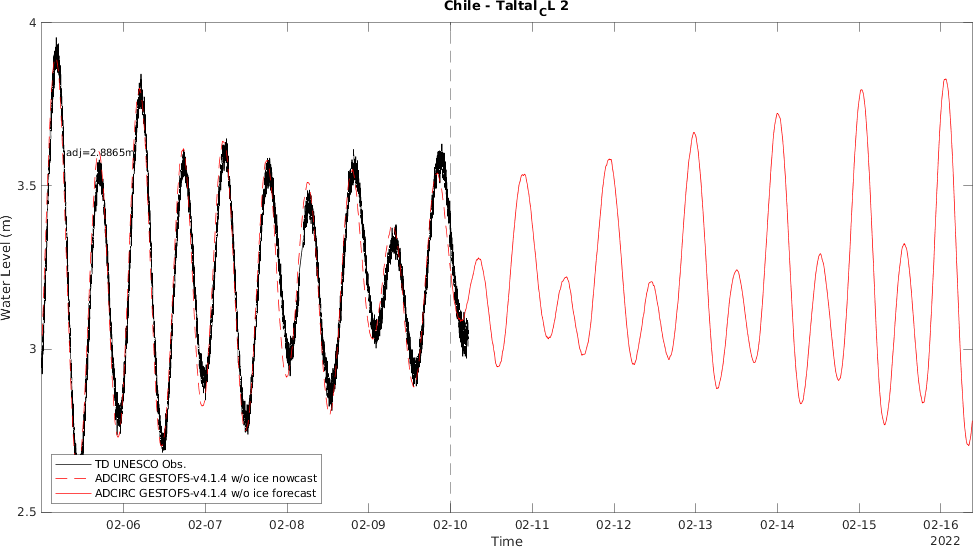 Chile - Taltal_CL 2
4
3.5
3
2.5
Water Level (m)
adj=2.8865m
TD UNESCO Obs.
ADCIRC GESTOFS-v4.1.4 w/o ice nowcast
ADCIRC GESTOFS-v4.1.4 w/o ice forecast
02-06 02-07 02-08 02-09 02-10 02-11 02-12 02-13 02-14 02-15 02-16
Time
2022